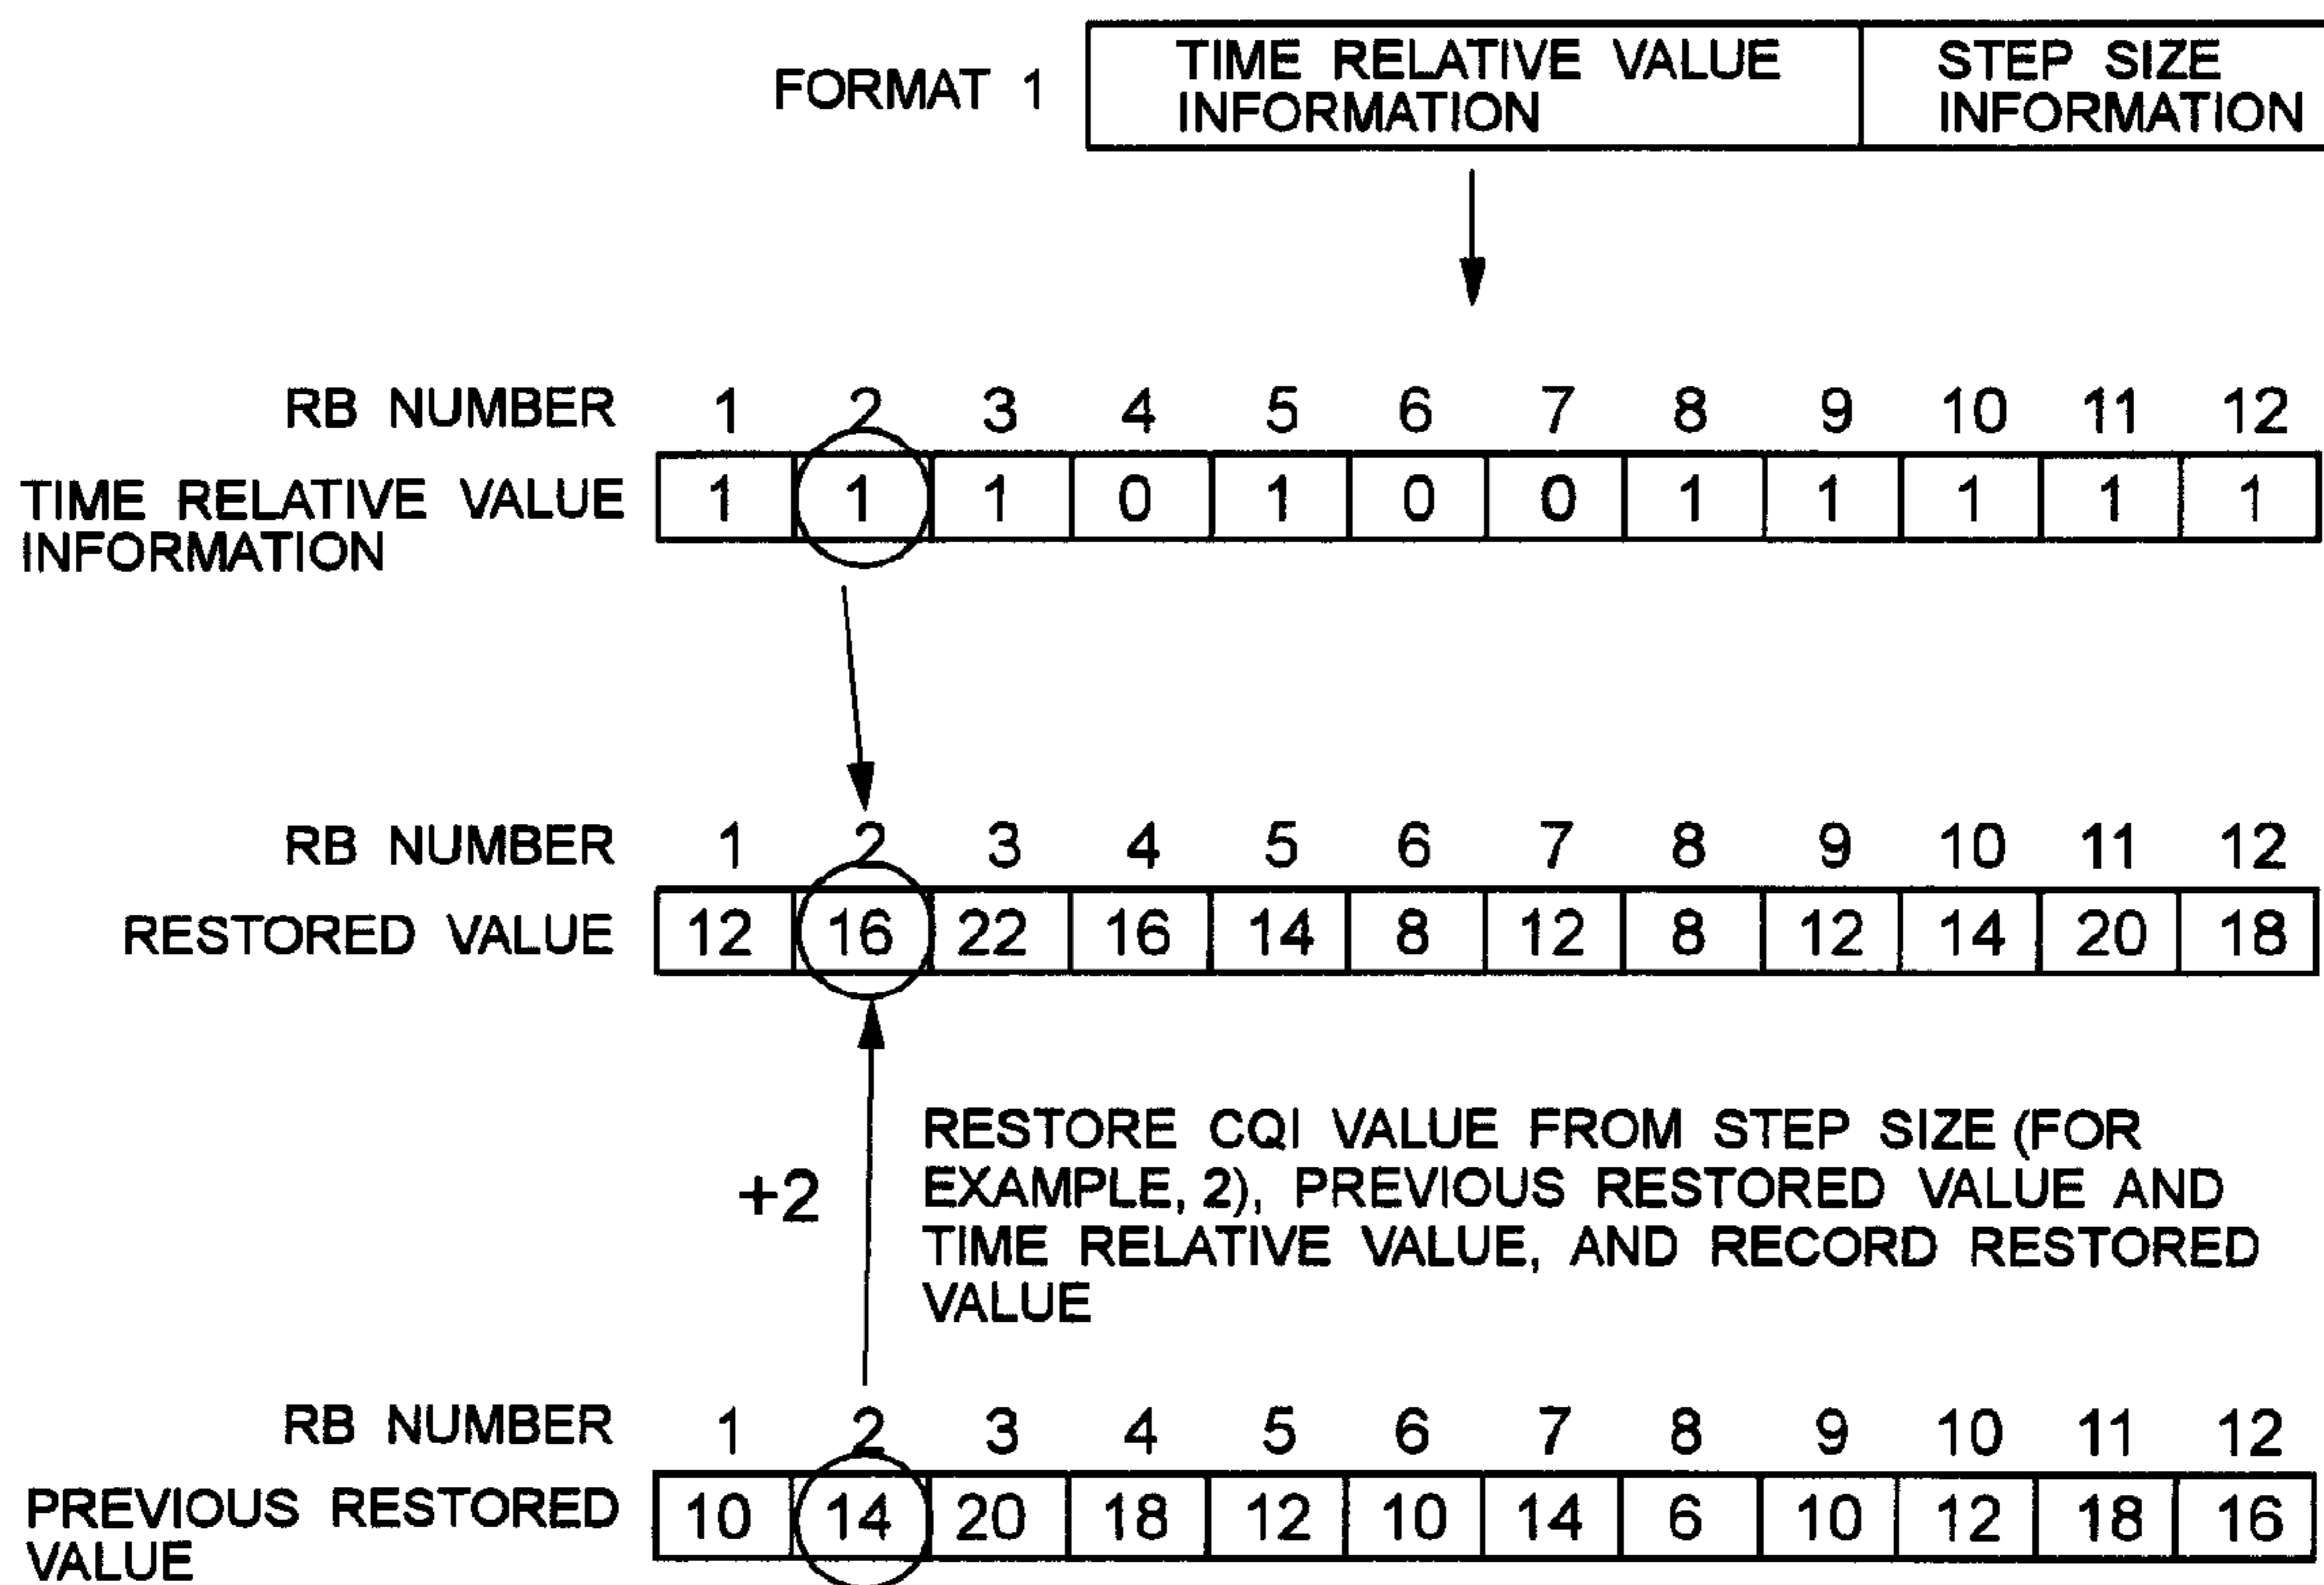 FORMAT 1
TIME RELATIVE VALUE
INFORMATION
STEP SIZE
INFORMATION
RB NUMBER 1 2 3 4 5 6 7 8 9 10 11 12
TIME RELATIVE VALUE
INFORMATION
1 1 1 0 1 0 0 1 1 1 1 1
RB NUMBER 1 2 3 4 5 6 7 8 9 10 11 12
RESTORED VALUE 12 16 22 16 14 8 12 8 12 14 20 18
+2
RESTORE CQI VALUE FROM STEP SIZE (FOR
EXAMPLE, 2), PREVIOUS RESTORED VALUE AND
TIME RELATIVE VALUE, AND RECORD RESTORED
VALUE
RB NUMBER 1 2 3 4 5 6 7 8 9 10 11 12
PREVIOUS RESTORED
VALUE
10 14 20 18 12 10 14 6 10 12 18 16